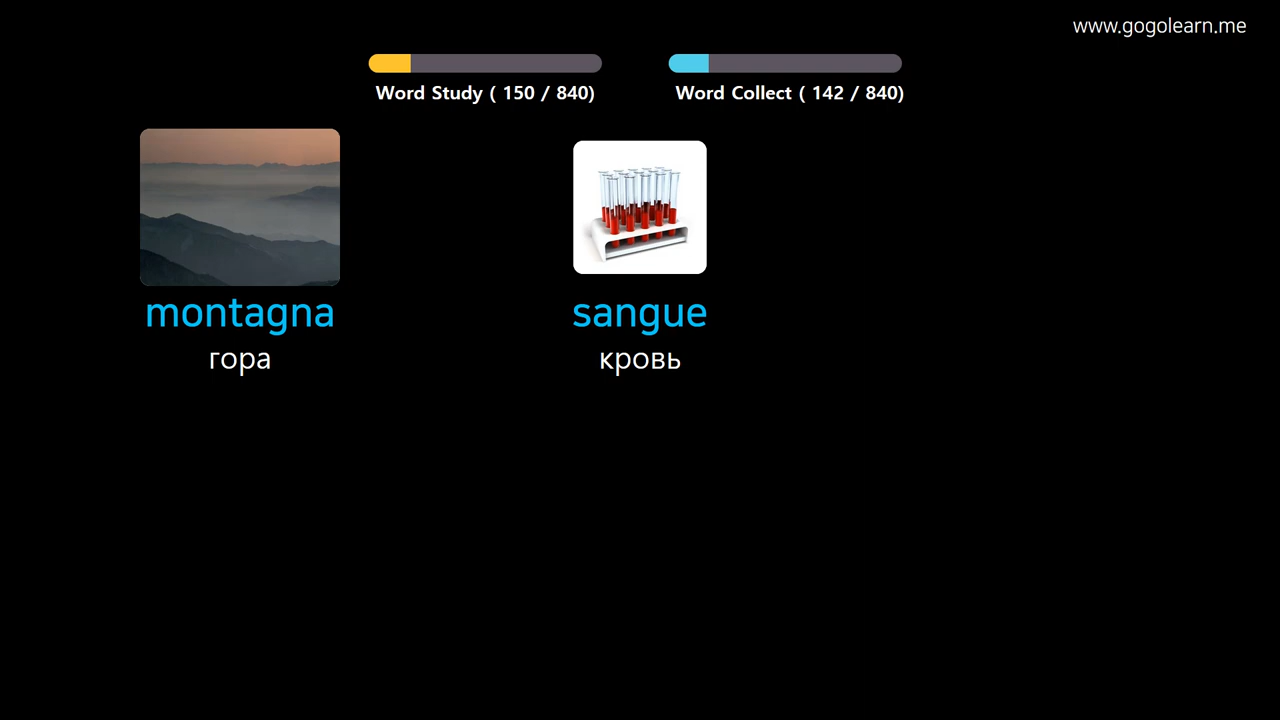 www.gogolearn.me
Word Study ( 150 / 840)
Word Collect ( 142 / 840)
montagna
гора
sangue
кровь